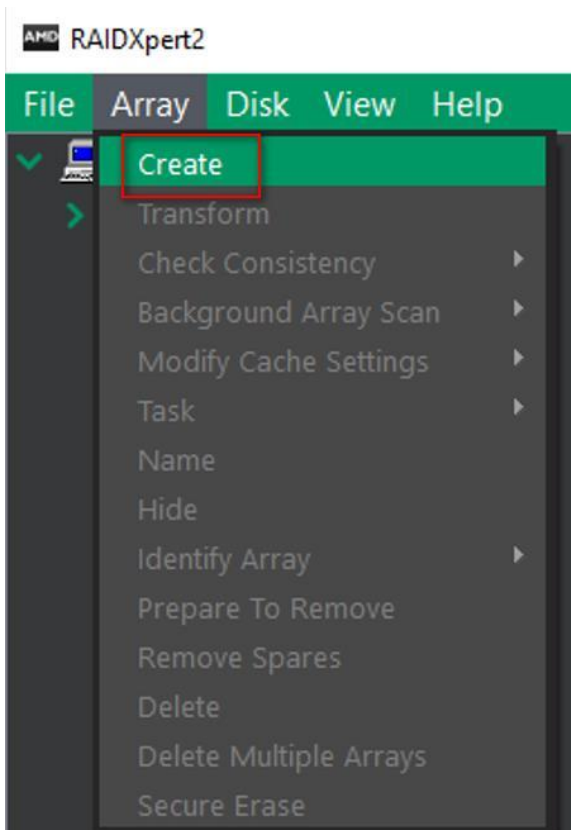 AMD RAIDXpert2
File Array Disk View Help
Create
Transform
Check Consistency
Background Array Scan
Modify Cache Settings
Task
Name
Hide
Identify Array
Prepare To Remove
Remove Spares
Delete
Delete Multiple Arrays
Secure Erase